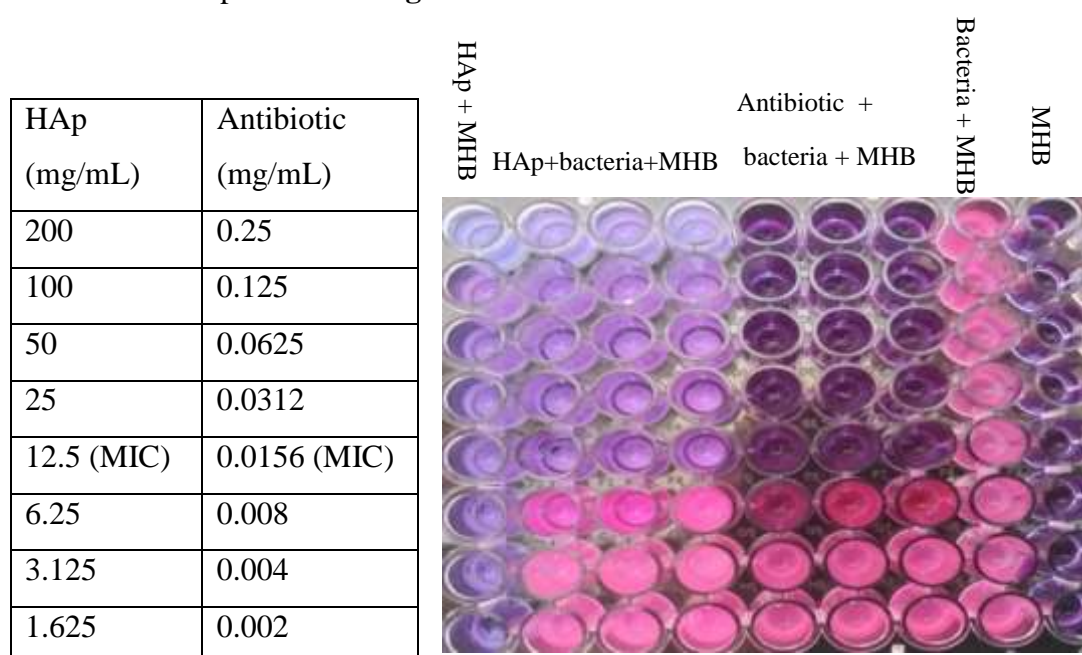 HAp + MHB
HAp+bacteria+MHB
Antibiotic +
bacteria + MHB
Bacteria + MHB
MHB
HAp
(mg/mL)
Antibiotic
(mg/mL)
200 0.25
100 0.125
50 0.0625
25 0.0312
12.5 (MIC) 0.0156 (MIC)
6.25 0.008
3.125 0.004
1.625 0.002